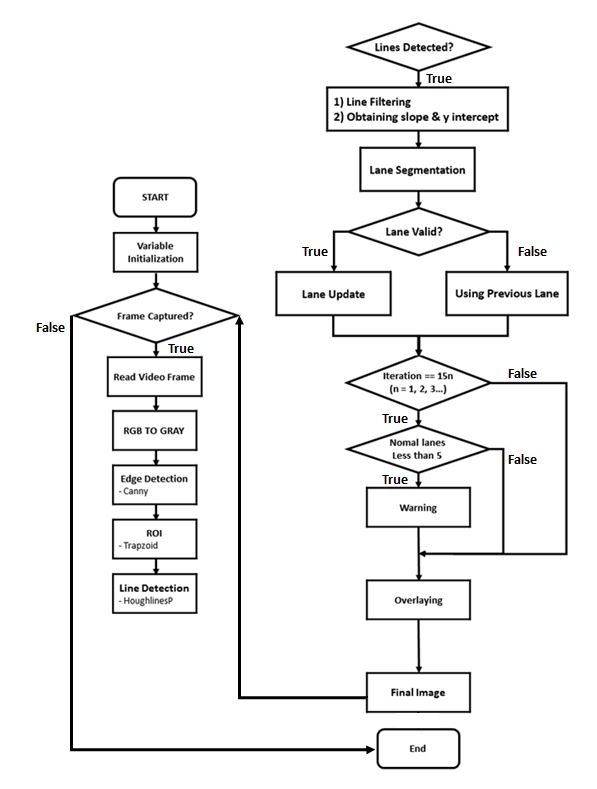 START
Variable
Initialization
Frame Captured?
False
True
Read Video Frame
RGB TO GRAY
Edge Detection
- Canny
ROI
- Trapzoid
Line Detection
- HoughlinesP
Lines Detected?
True
1) Line Filtering
2) Obtaining slope & y intercept
Lane Segmentation
Lane Valid?
True
False
Lane Update
Using Previous Lane
Iteration == 15n
(n = 1, 2, 3...)
False
True
Nomal lanes
Less than 5
False
True
Warning
Overlaying
Final Image
End